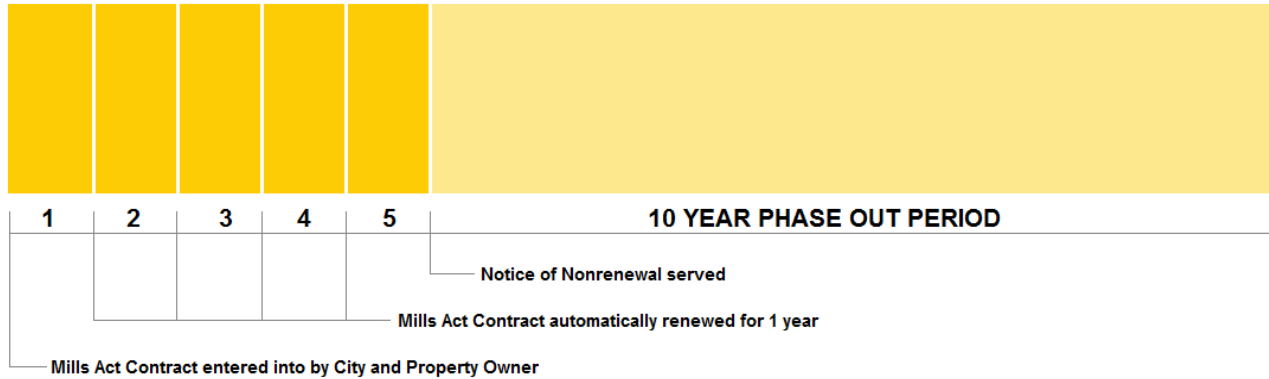 1 2 3 4 5 10 YEAR PHASE OUT PERIOD
Notice of Nonrenewal served
Mills Act Contract automatically renewed for 1 year
Mills Act Contract entered into by City and Property Owner